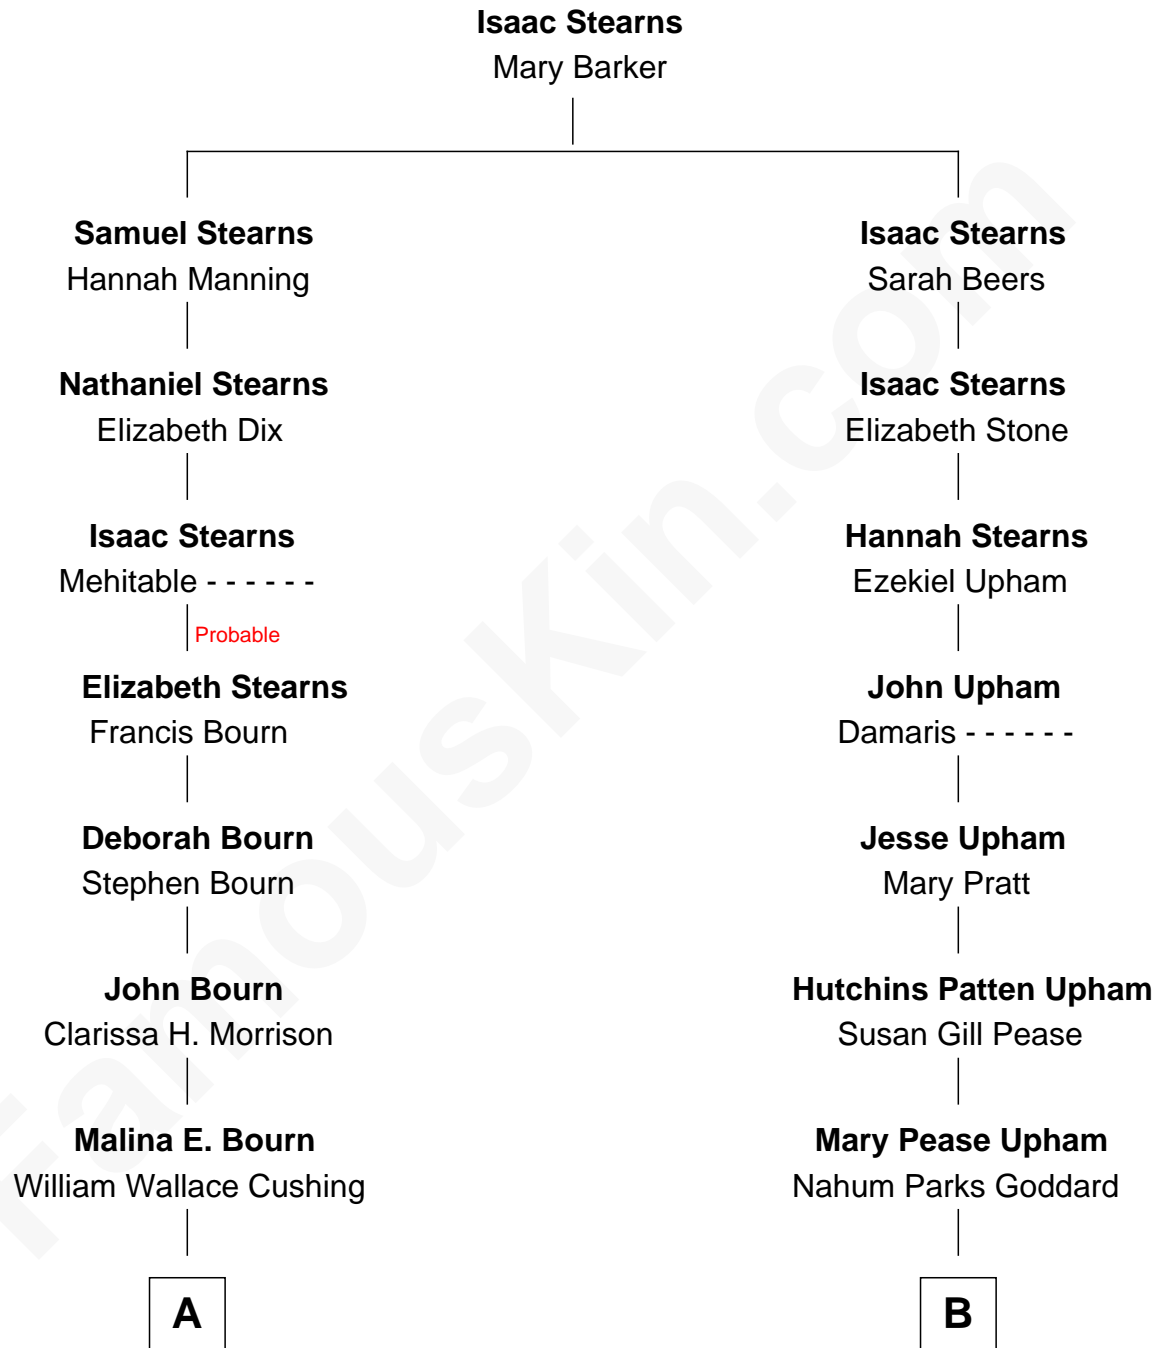 Isaac Stearns
Mary Barker
Samuel Stearns
Hannah Manning
Isaac Stearns
Sarah Beers
Nathaniel Stearns
Elizabeth Dix
Isaac Stearns
Elizabeth Stone
Isaac Stearns
Mehitable - - - - - -
Hannah Stearns
Ezekiel Upham
Probable
Elizabeth Stearns
Francis Bourn
John Upham
Damaris - - - - - -
Deborah Bourn
Stephen Bourn
Jesse Upham
Mary Pratt
John Bourn
Clarissa H. Morrison
Hutchins Patten Upham
Susan Gill Pease
Malina E. Bourn
William Wallace Cushing
Mary Pease Upham
Nahum Parks Goddard
A
B
FamousKin.com